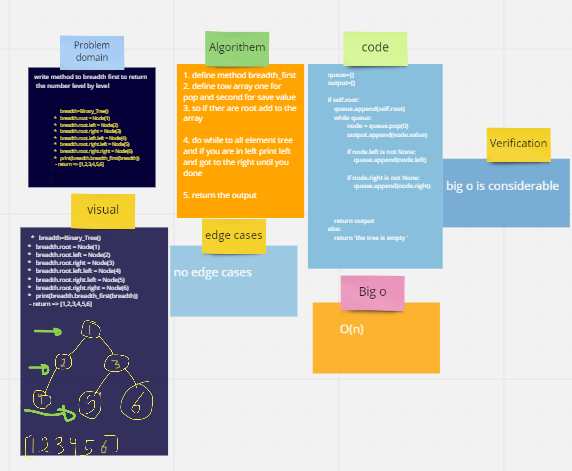 Problem
domain
write method to breadth first to return
the number level by level
breadth=Binary_Tree()
* breadth.root = Node(1)
* breadth.root.left = Node(2)
* breadth.root.right = Node(3)
* breadth.root.left.left = Node(4)
* breadth.root.right.left = Node(5)
* breadth.root.right.right = Node(6)
* print(breadth.breadth_first(breadth))
- return => [1,2,3,4,5,6]
Algorithem
1. define method breadth_first
2. define tow array one for
pop and second for save value
3. so if ther are root add to the
array
4. do while to all element tree
and if you are in left print left
and got to the right until you
done
5. return the output
code
queue=[]
output=[]
if self.root:
queue.append(self.root)
while queue:
node = queue.pop(0)
output.append(node.value)
if node.left is not None:
queue.append(node.left)
if node.right is not None:
queue.append(node.right)
return output
else:
return 'the tree is empty '
Verification
big o is considerable
visual
* breadth=Binary_Tree()
* breadth.root = Node(1)
* breadth.root.left = Node(2)
* breadth.root.right = Node(3)
* breadth.root.left.left = Node(4)
* breadth.root.right.left = Node(5)
* breadth.root.right.right = Node(6)
* print(breadth.breadth_first(breadth))
- return => [1,2,3,4,5,6]
1
2 3
4 5 6
[1 2 3 4 5 6]
edge cases
no edge cases
Big o
O(n)